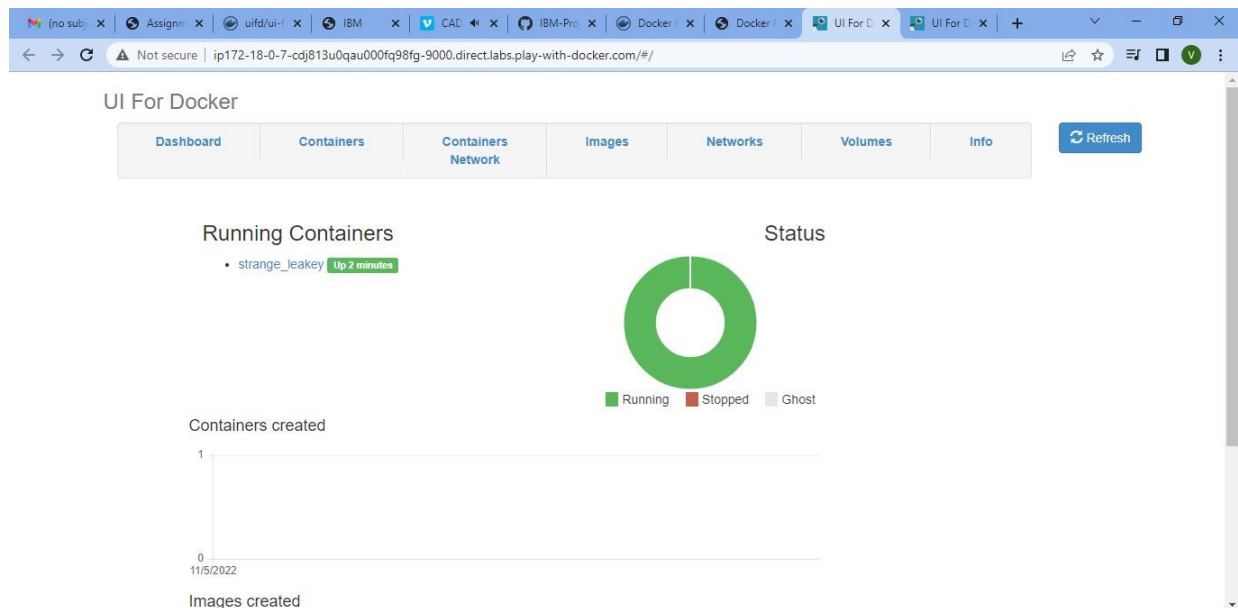 (no subj
Assignm
uifd/ui-f
IBM
CAD
IBM-Pro
Docker
Docker
UI For D
UI For D
Not secure | ip172-18-0-7-cdj813u0qau000fq98fg-9000.direct.labs.play-with-docker.com/#/
V
UI For Docker
Dashboard
Containers
Containers
Network
Images
Networks
Volumes
Info
Refresh
Running Containers
strange_leakey Up 2 minutes
Status
Running Stopped Ghost
Containers created
1
0
11/5/2022
Images created